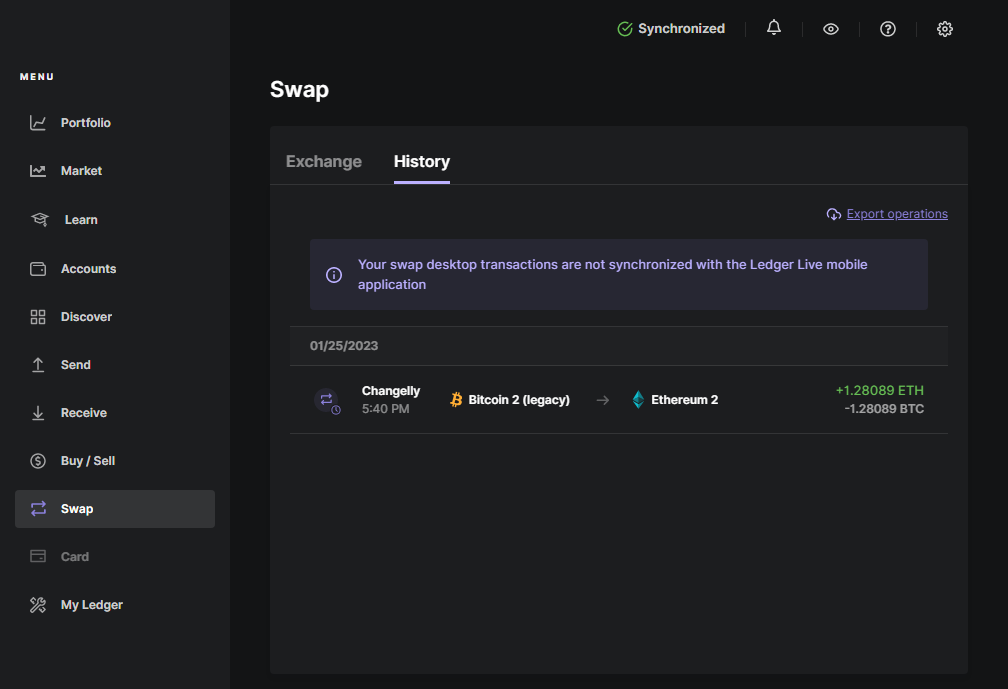 Synchronized
MENU
Portfolio
Market
Learn
Accounts
Discover
Send
Receive
Buy / Sell
Swap
Card
My Ledger
Swap
Exchange History
Export operations
Your swap desktop transactions are not synchronized with the Ledger Live mobile
application
01/25/2023
Changelly
5:40 PM
Bitcoin 2 (legacy)
Ethereum 2
+1.28089 ETH
-1.28089 BTC